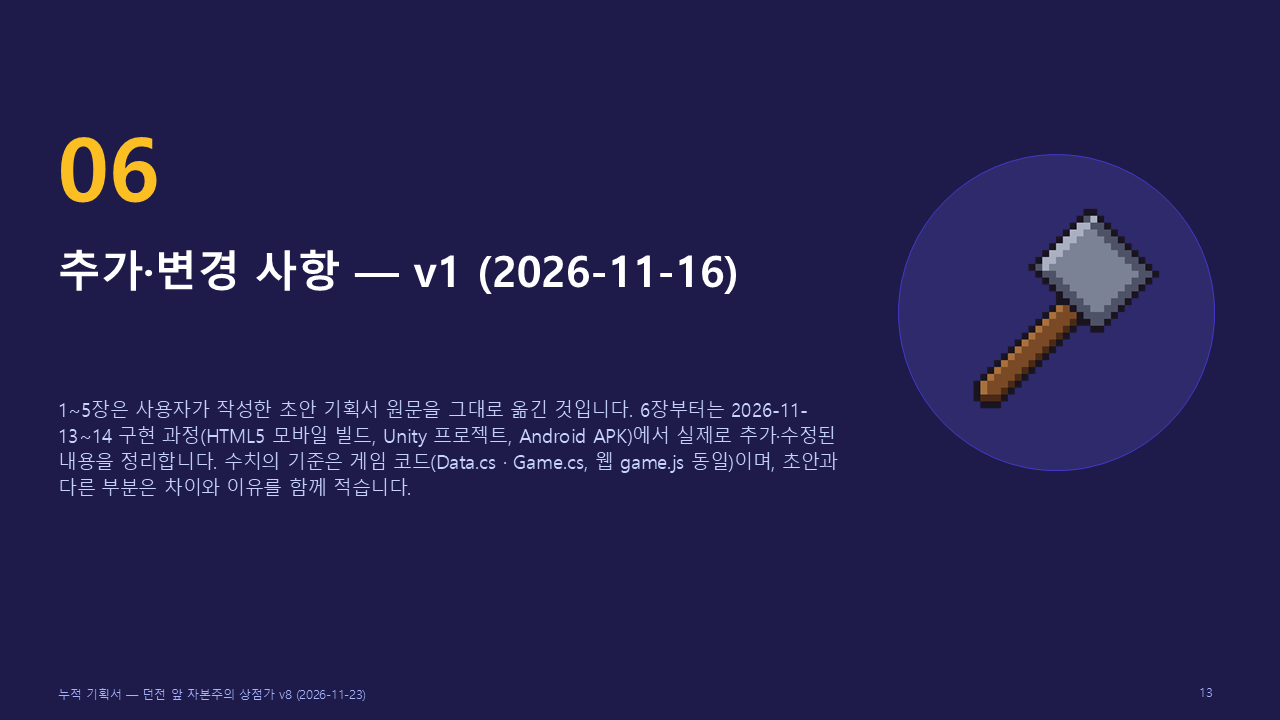 06
추가·변경 사항 — v1 (2026-11-16)
1~5장은 사용자가 작성한 초안 기획서 원문을 그대로 옮긴 것입니다. 6장부터는 2026-11-
13~14 구현 과정(HTML5 모바일 빌드, Unity 프로젝트, Android APK)에서 실제로 추가·수정된
내용을 정리합니다. 수치의 기준은 게임 코드(Data.cs · Game.cs, 웹 game.js 동일)이며, 초안과
다른 부분은 차이와 이유를 함께 적습니다.
누적 기획서 — 던전 앞 자본주의 상점가 v8 (2026-11-23)
13